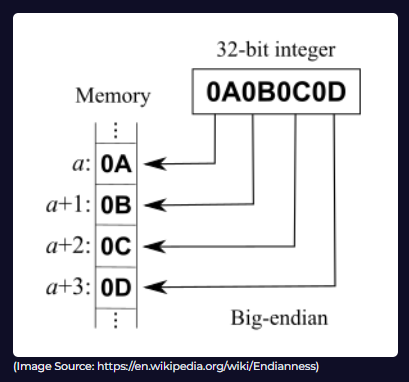 32-bit integer
0A0B0C0D
Memory
⋮
a: 0A
a+1: 0B
a+2: 0C
a+3: 0D
⋮
Big-endian
(Image Source: https://en.wikipedia.org/wiki/Endianness)